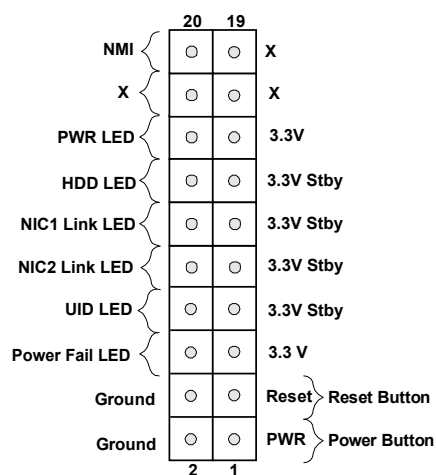 20 19
NMI X
X X
PWR LED 3.3V
HDD LED 3.3V Stby
NIC1 Link LED 3.3V Stby
NIC2 Link LED 3.3V Stby
UID LED 3.3V Stby
Power Fail LED 3.3 V
Ground Reset Reset Button
Ground PWR Power Button
2 1